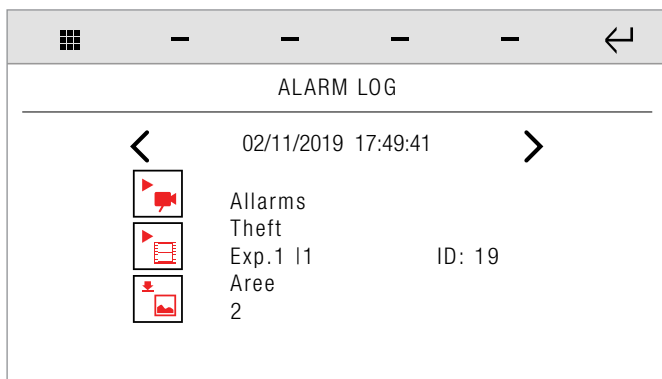 ALARM LOG
02/11/2019 17:49:41
Allarms
Theft
Exp.1 I1 ID: 19
Aree
2